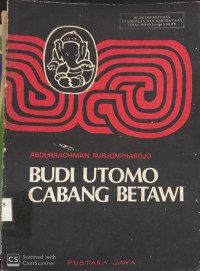 ABDURRACHMAN SURJOMIHARDJO
BUDI UTOMO
CABANG BETAWI
PUSTAKA JAYA
CS Scanned with
CamScanner